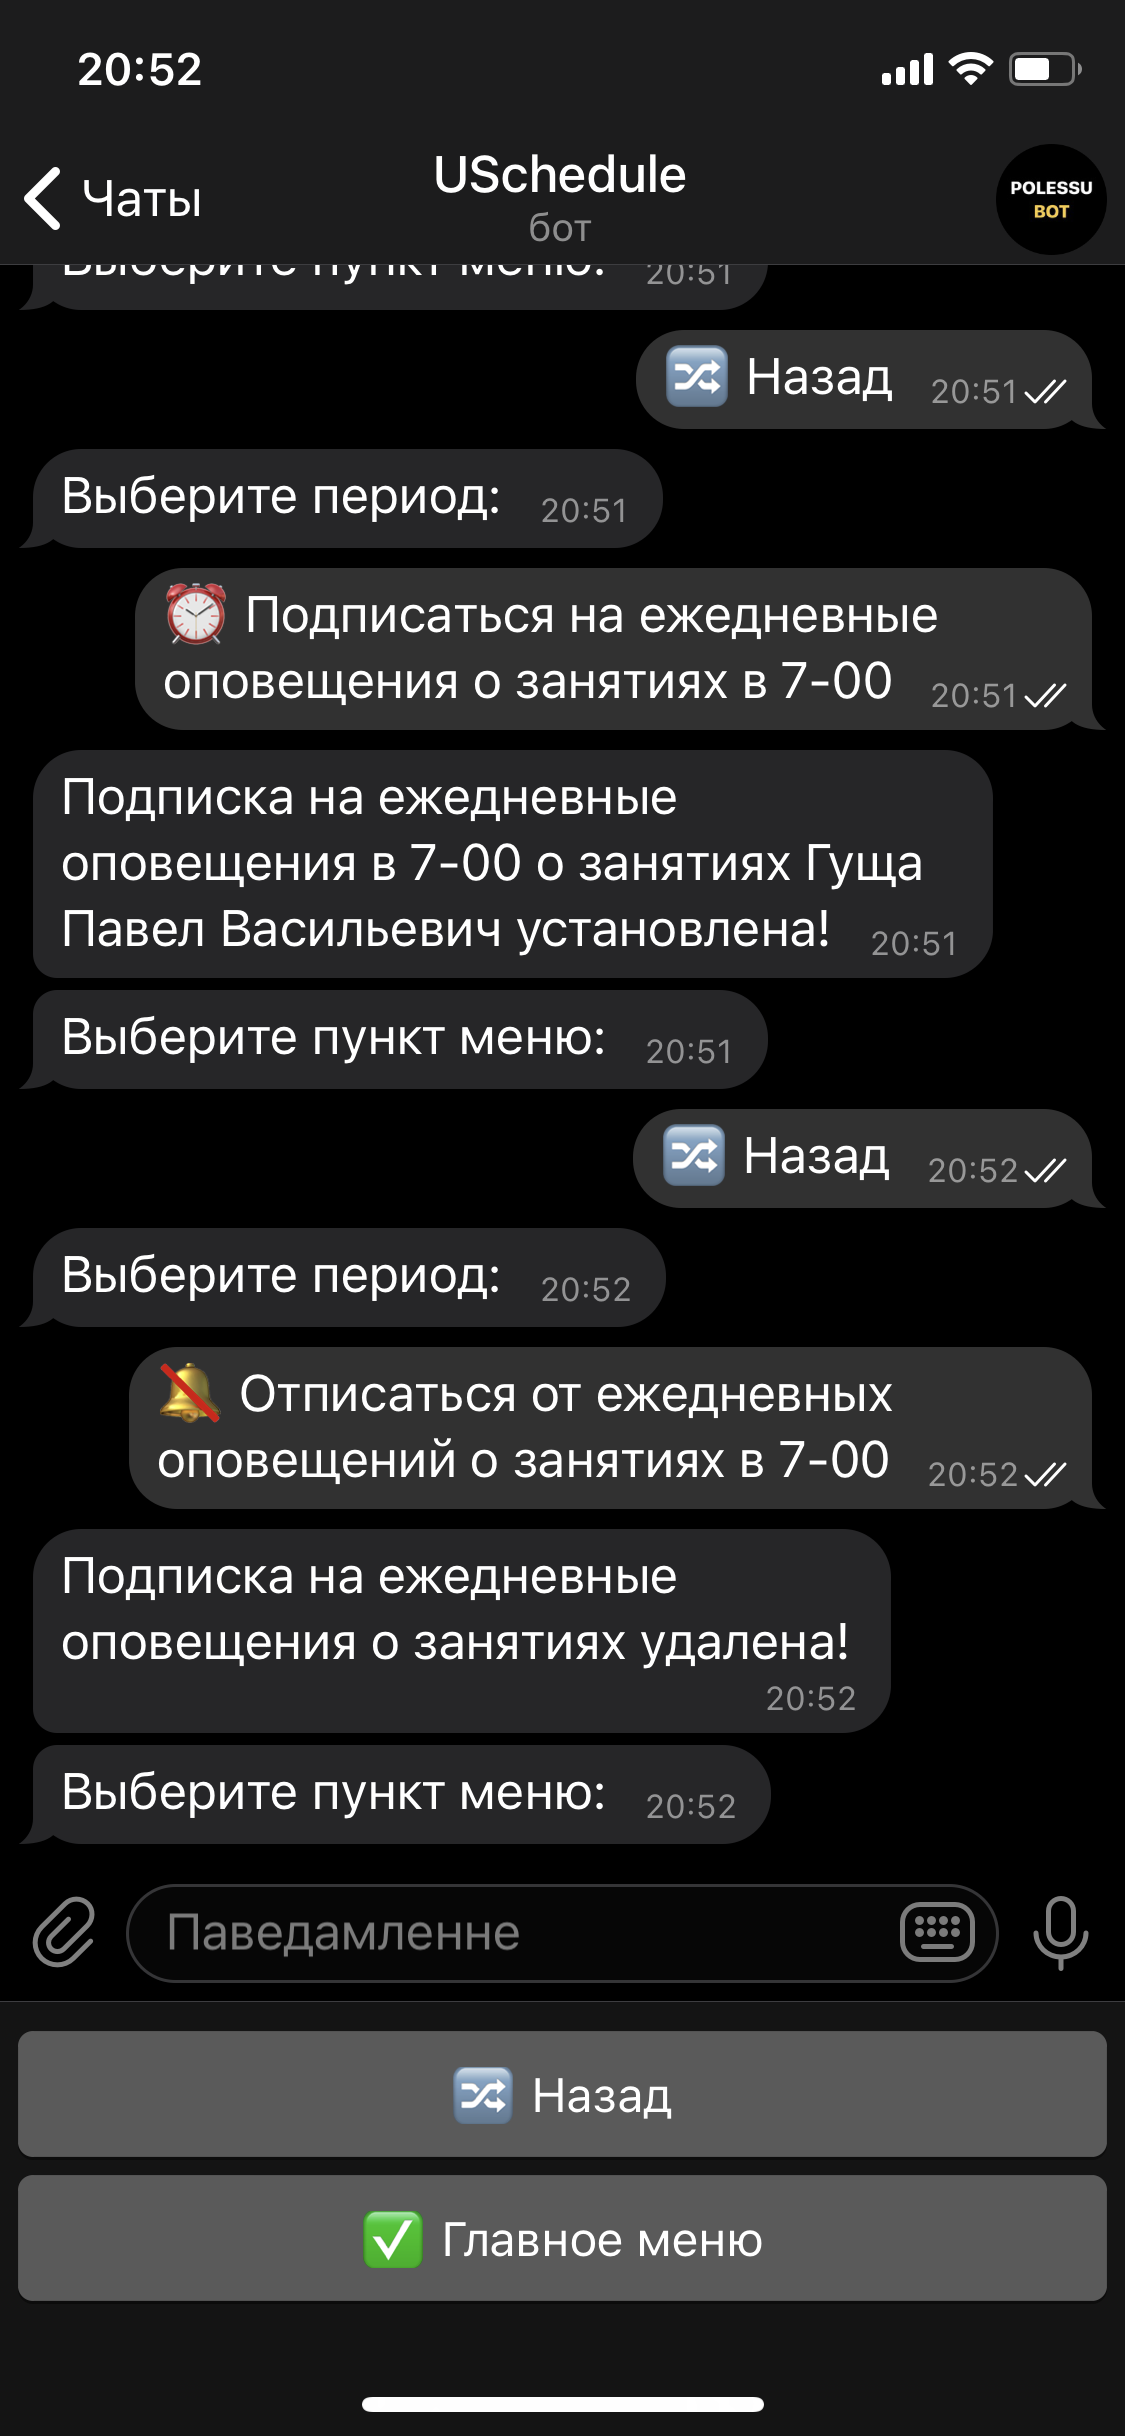 20:52
Чаты
USchedule
бот
POLESSU
BOT
Выберите пункт меню: 20:51
Назад 20:51
Выберите период: 20:51
Подписаться на ежедневные
оповещения о занятиях в 7-00 20:51
Подписка на ежедневные
оповещения в 7-00 о занятиях Гуща
Павел Васильевич установлена! 20:51
Выберите пункт меню: 20:51
Назад 20:52
Выберите период: 20:52
Отписаться от ежедневных
оповещений о занятиях в 7-00 20:52
Подписка на ежедневные
оповещения о занятиях удалена!
20:52
Выберите пункт меню: 20:52
Паведамленне
Назад
Главное меню